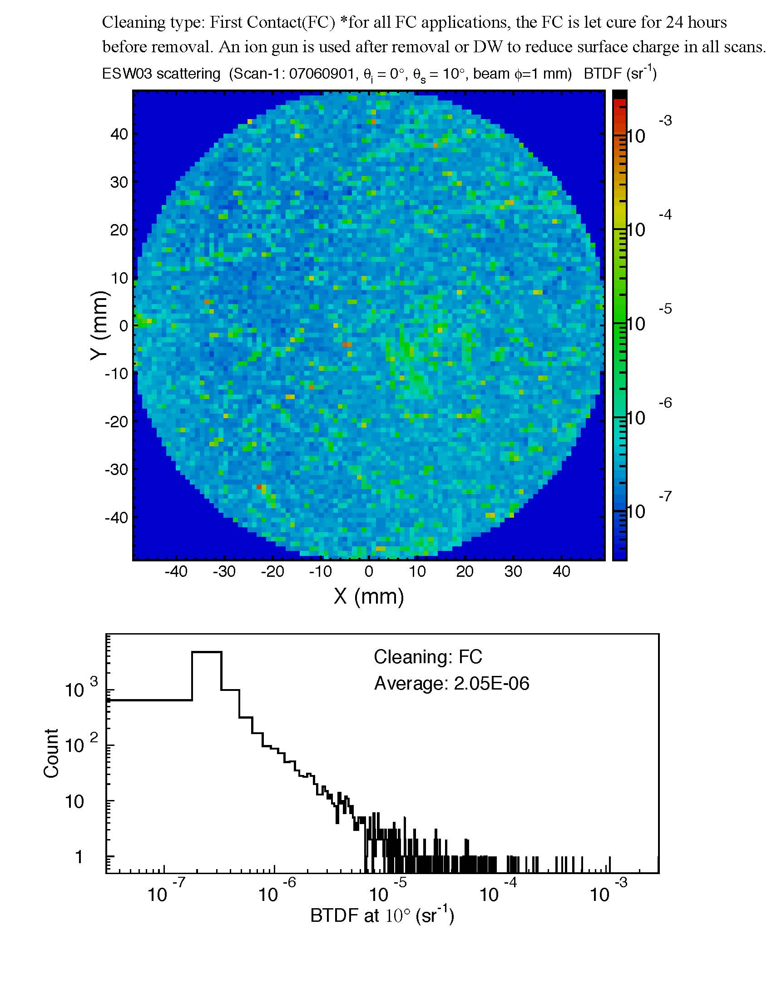 Cleaning type: First Contact(FC) *for all FC applications, the FC is let cure for 24 hours
before removal. An ion gun is used after removal or DW to reduce surface charge in all scans.
ESW03 scattering (Scan-1: 07060901, θi = 0°, θs = 10°, beam ϕ=1 mm) BTDF (sr-1)
40
30
20
10
0
-10
-20
-30
-40
Y (mm)
-40 -30 -20 -10 0 10 20 30 40
X (mm)
10 -3
10 -4
10 -5
10 -6
10 -7
Cleaning: FC
Average: 2.05E-06
10 3
10 2
10
1
Count
10 -7 10 -6 10 -5 10 -4 10 -3
BTDF at 10° (sr-1)